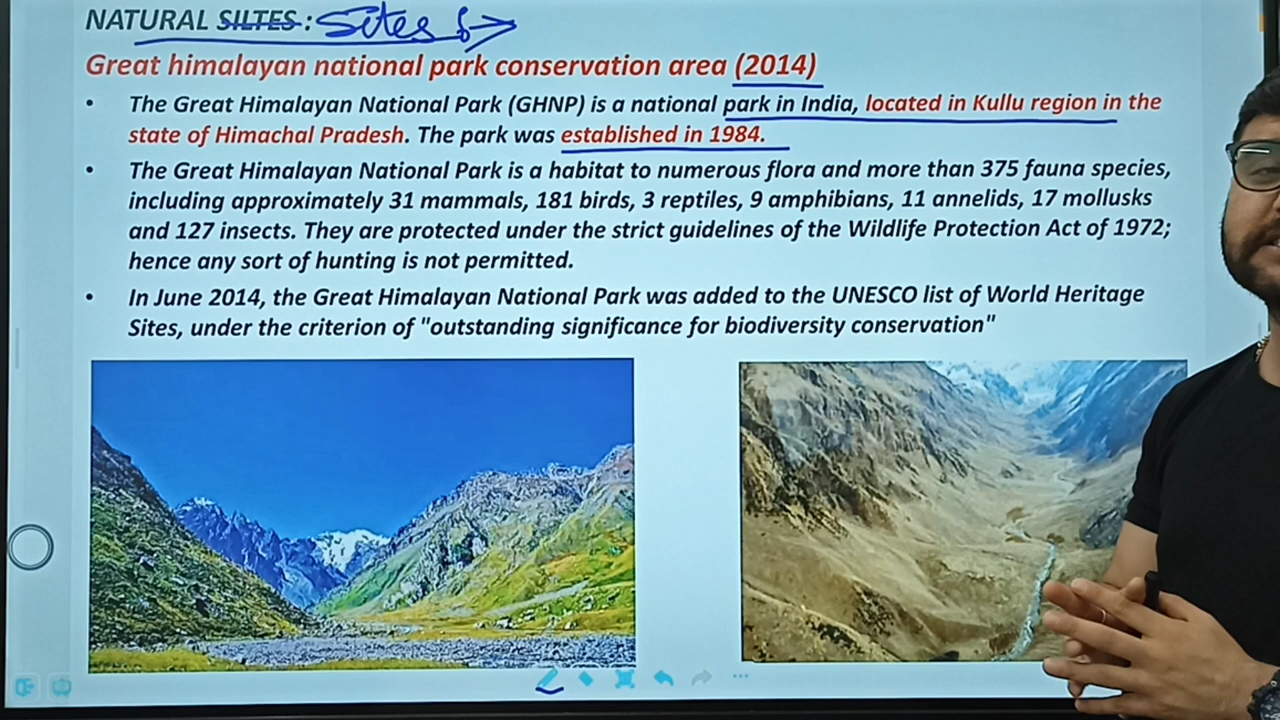 NATURAL SILTES : Sites :→
Great himalayan national park conservation area (2014)
• The Great Himalayan National Park (GHNP) is a national park in India, located in Kullu region in the
state of Himachal Pradesh. The park was established in 1984.
• The Great Himalayan National Park is a habitat to numerous flora and more than 375 fauna species,
including approximately 31 mammals, 181 birds, 3 reptiles, 9 amphibians, 11 annelids, 17 mollusks
and 127 insects. They are protected under the strict guidelines of the Wildlife Protection Act of 1972;
hence any sort of hunting is not permitted.
• In June 2014, the Great Himalayan National Park was added to the UNESCO list of World Heritage
Sites, under the criterion of "outstanding significance for biodiversity conservation"